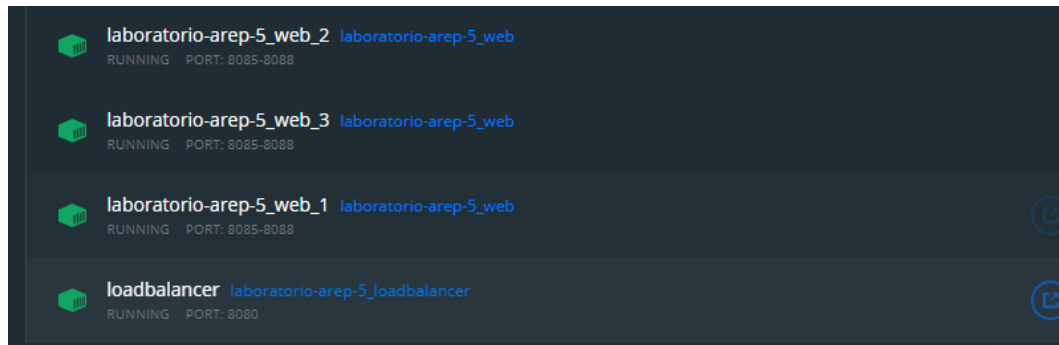 laboratorio-arep-5_web_2 laboratorio-arep-5_web
RUNNING PORT: 8085-8088
laboratorio-arep-5_web_3 laboratorio-arep-5_web
RUNNING PORT: 8085-8088
laboratorio-arep-5_web_1 laboratorio-arep-5_web
RUNNING PORT: 8085-8088
loadbalancer laboratorio-arep-5_loadbalancer
RUNNING PORT: 8080